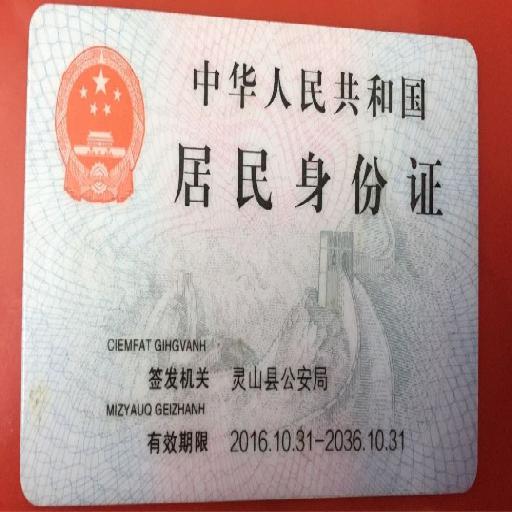 中华人民共和国
居民身份证
CIEMFAT GIHGVANH
签发机关 灵山县公安局
MIZYAUQ GEIZHANH
有效期限 2016.10.31-2036.10.31